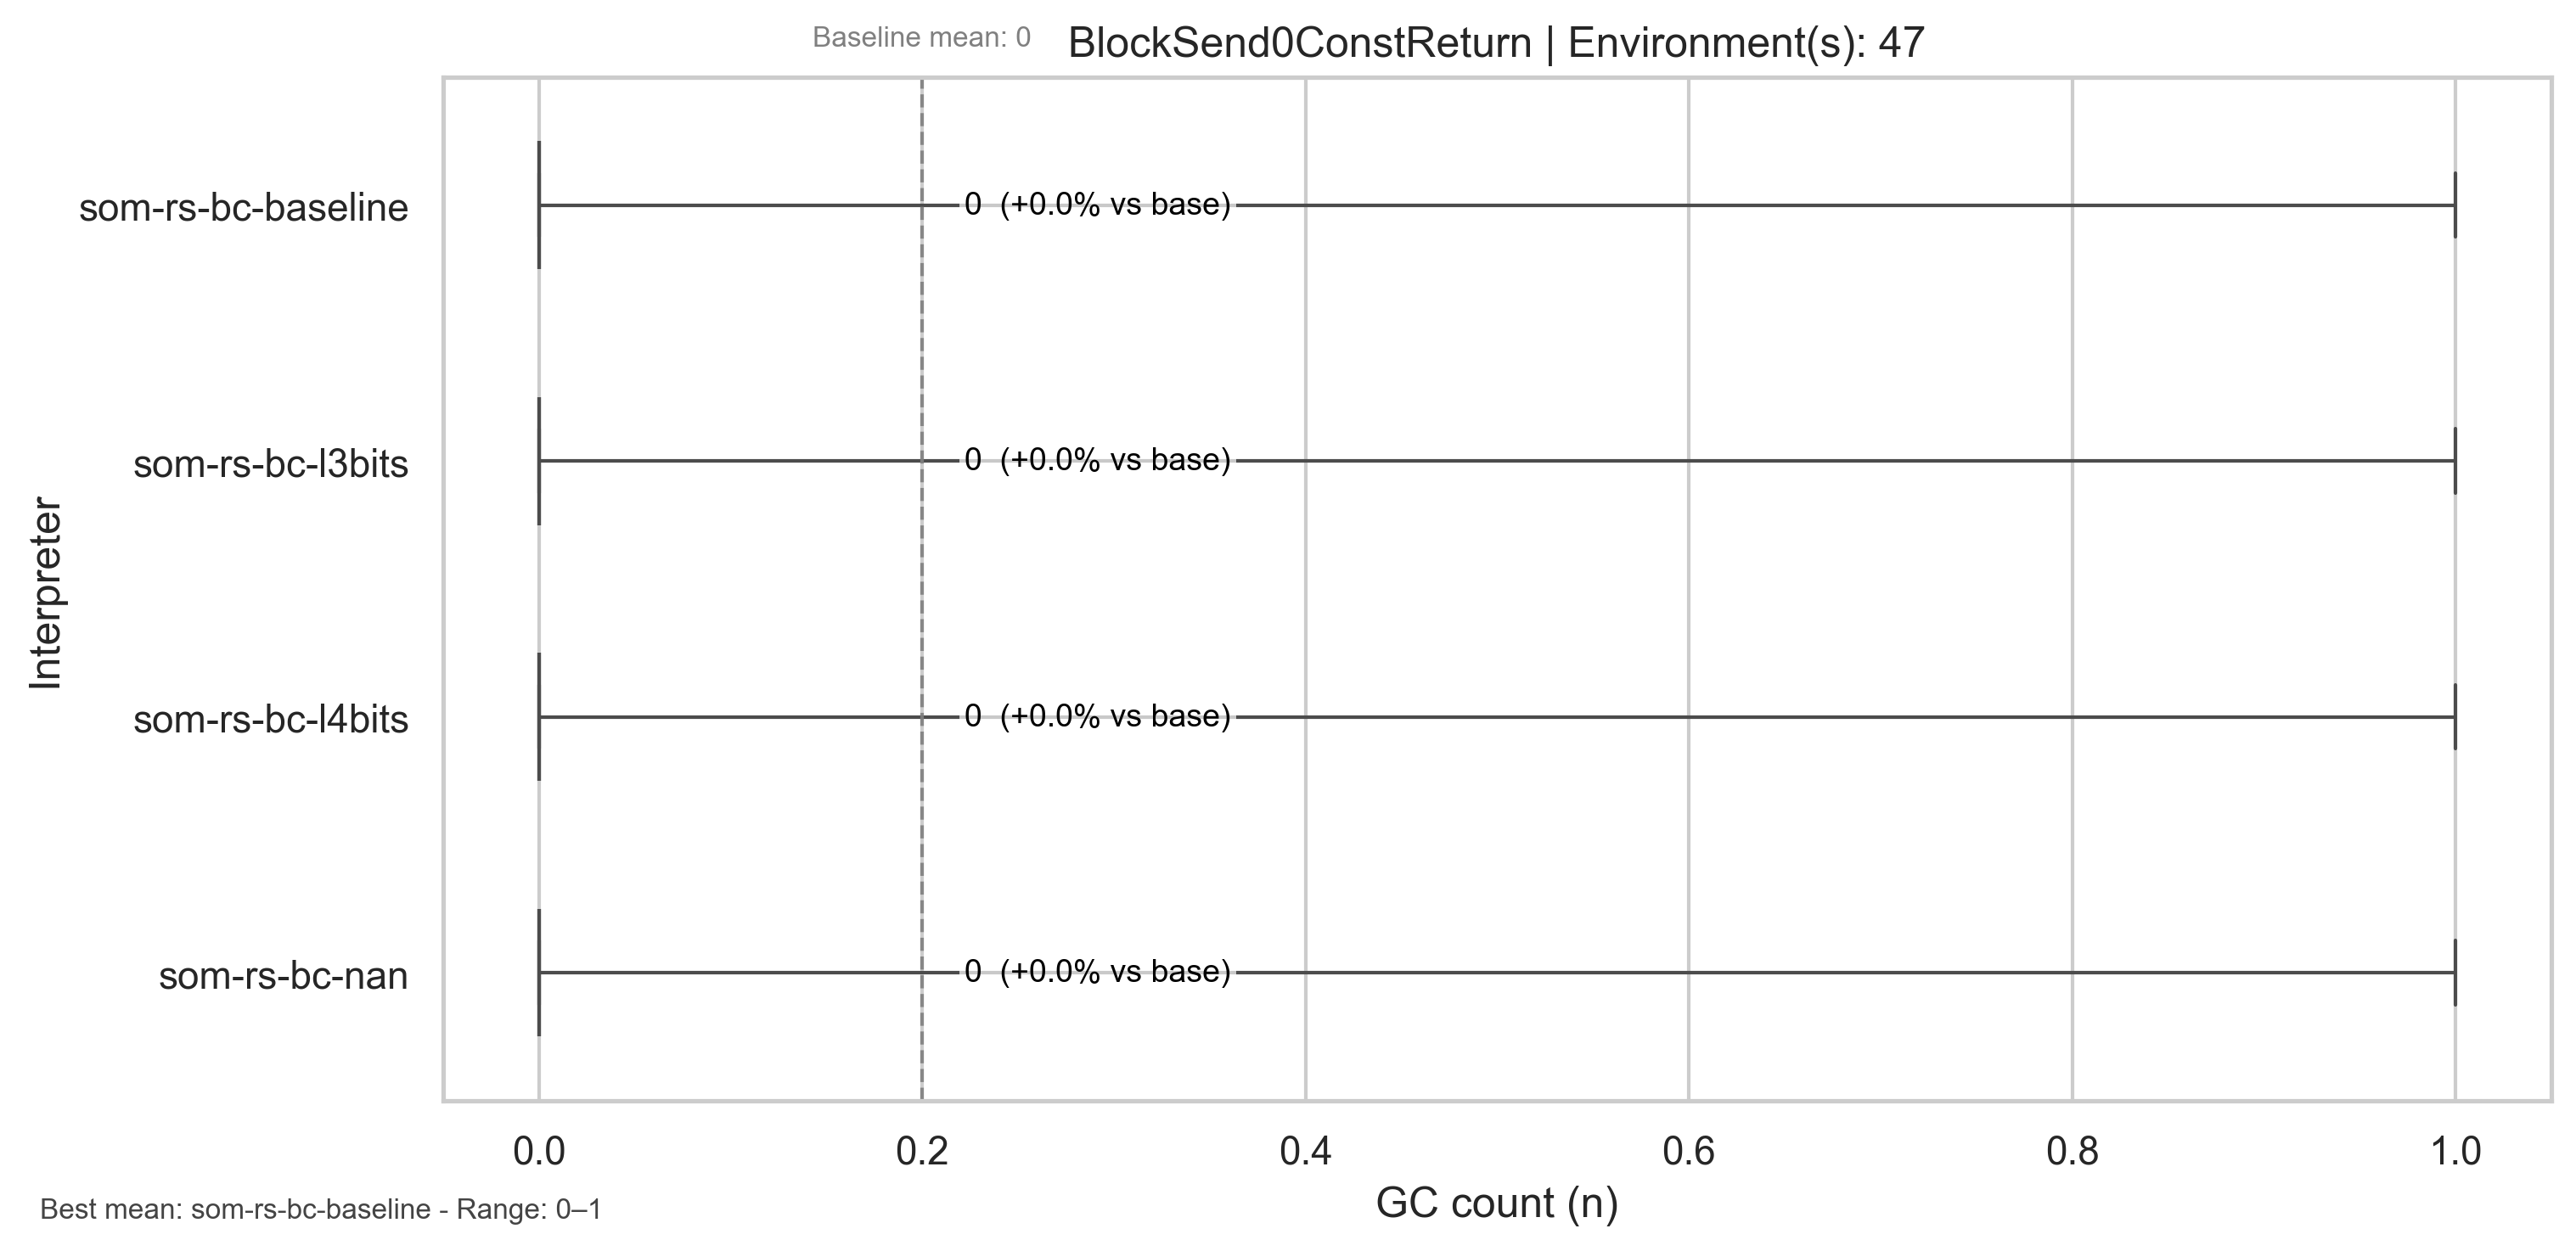 Baseline mean: 0
BlockSend0ConstReturn | Environment(s): 47
Interpreter
som-rs-bc-baseline
0 (+0.0% vs base)
som-rs-bc-l3bits
0 (+0.0% vs base)
som-rs-bc-l4bits
0 (+0.0% vs base)
som-rs-bc-nan
0 (+0.0% vs base)
0.0 0.2 0.4 0.6 0.8 1.0
GC count (n)
Best mean: som-rs-bc-baseline - Range: 0–1